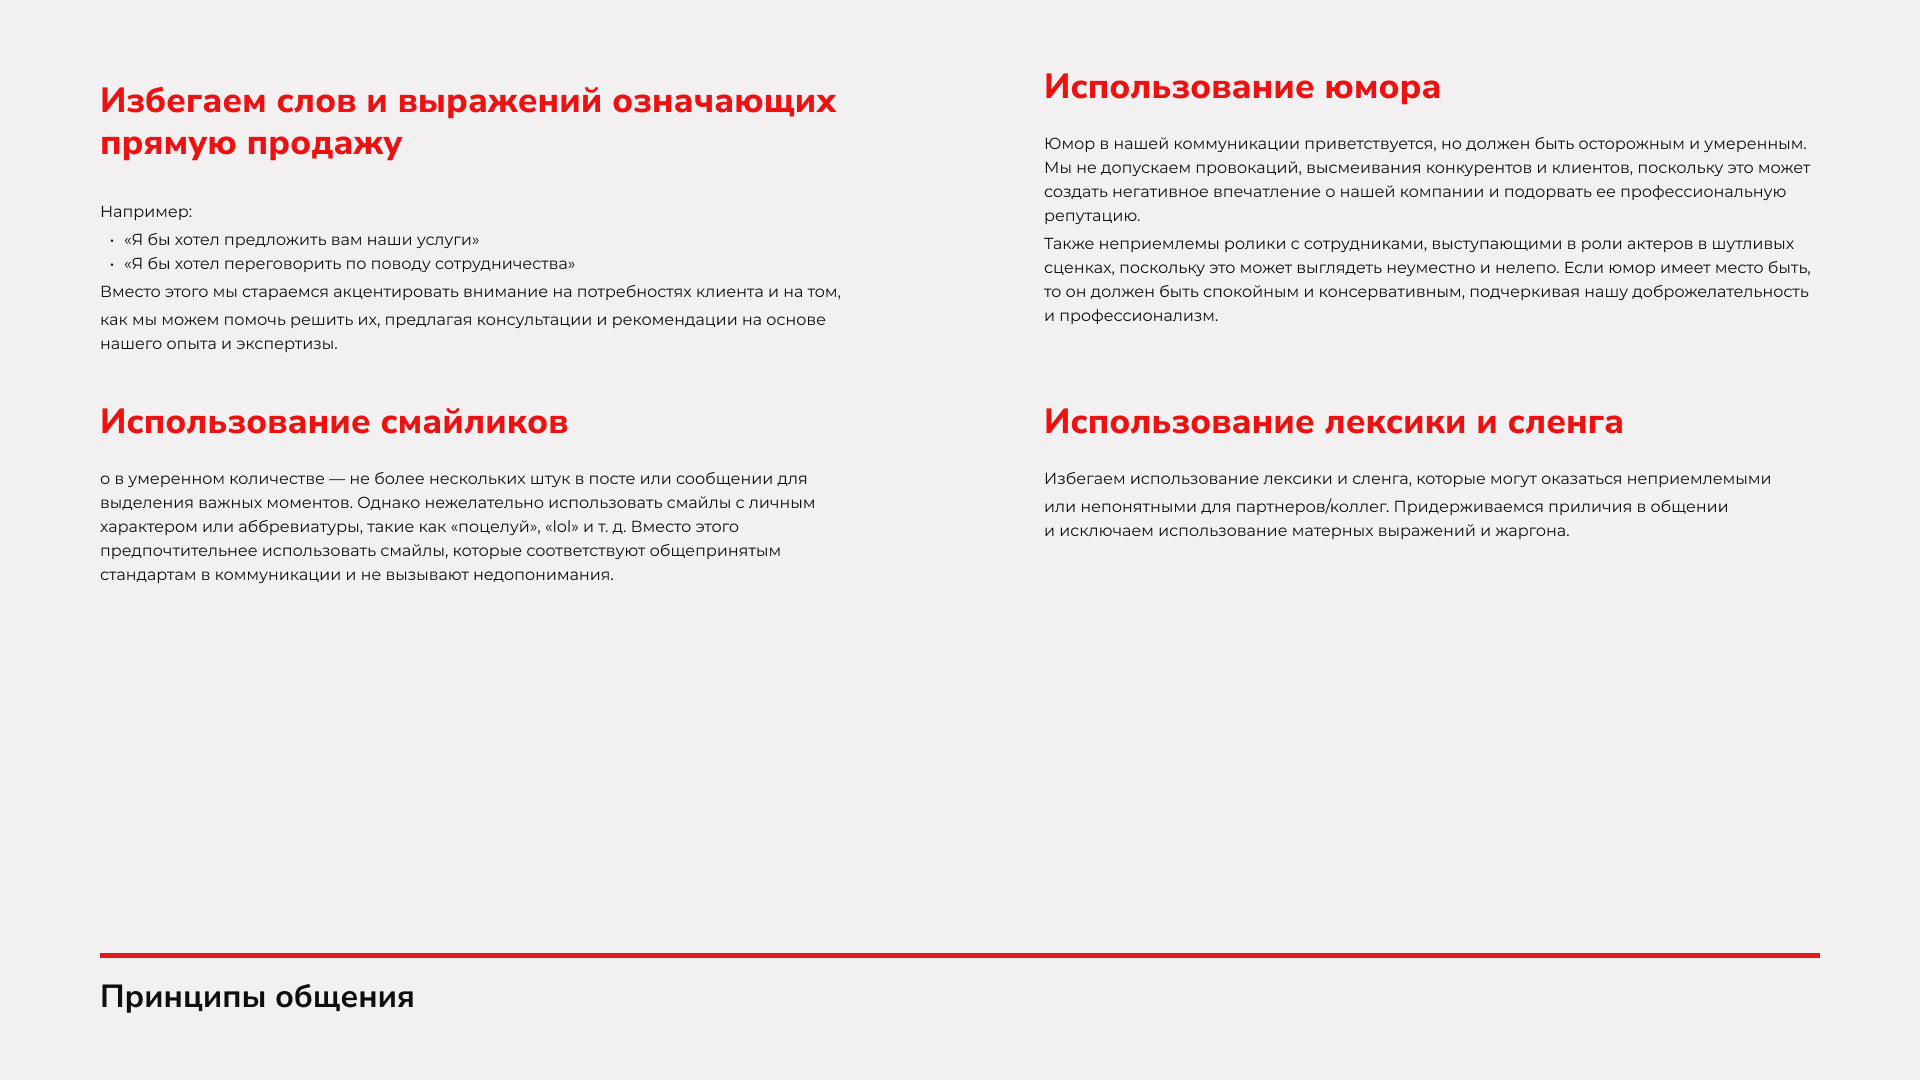 Избегаем слов и выражений означающих
прямую продажу
Например:
• «Я бы хотел предложить вам наши услуги»
• «Я бы хотел переговорить по поводу сотрудничества»
Вместо этого мы стараемся акцентировать внимание на потребностях клиента и на том,
как мы можем помочь решить их, предлагая консультации и рекомендации на основе
нашего опыта и экспертизы.
Использование смайликов
о в умеренном количестве — не более нескольких штук в посте или сообщении для
выделения важных моментов. Однако нежелательно использовать смайлы с личным
характером или аббревиатуры, такие как «поцелуй», «lol» и т. д. Вместо этого
предпочтительнее использовать смайлы, которые соответствуют общепринятым
стандартам в коммуникации и не вызывают недопонимания.
Использование юмора
Юмор в нашей коммуникации приветствуется, но должен быть осторожным и умеренным.
Мы не допускаем провокаций, высмеивания конкурентов и клиентов, поскольку это может
создать негативное впечатление о нашей компании и подорвать ее профессиональную
репутацию.
Также неприемлемы ролики с сотрудниками, выступающими в роли актеров в шутливых
сценках, поскольку это может выглядеть неуместно и нелепо. Если юмор имеет место быть,
то он должен быть спокойным и консервативным, подчеркивая нашу доброжелательность
и профессионализм.
Использование лексики и сленга
Избегаем использование лексики и сленга, которые могут оказаться неприемлемыми
или непонятными для партнеров/коллег. Придерживаемся приличия в общении
и исключаем использование матерных выражений и жаргона.
Принципы общения